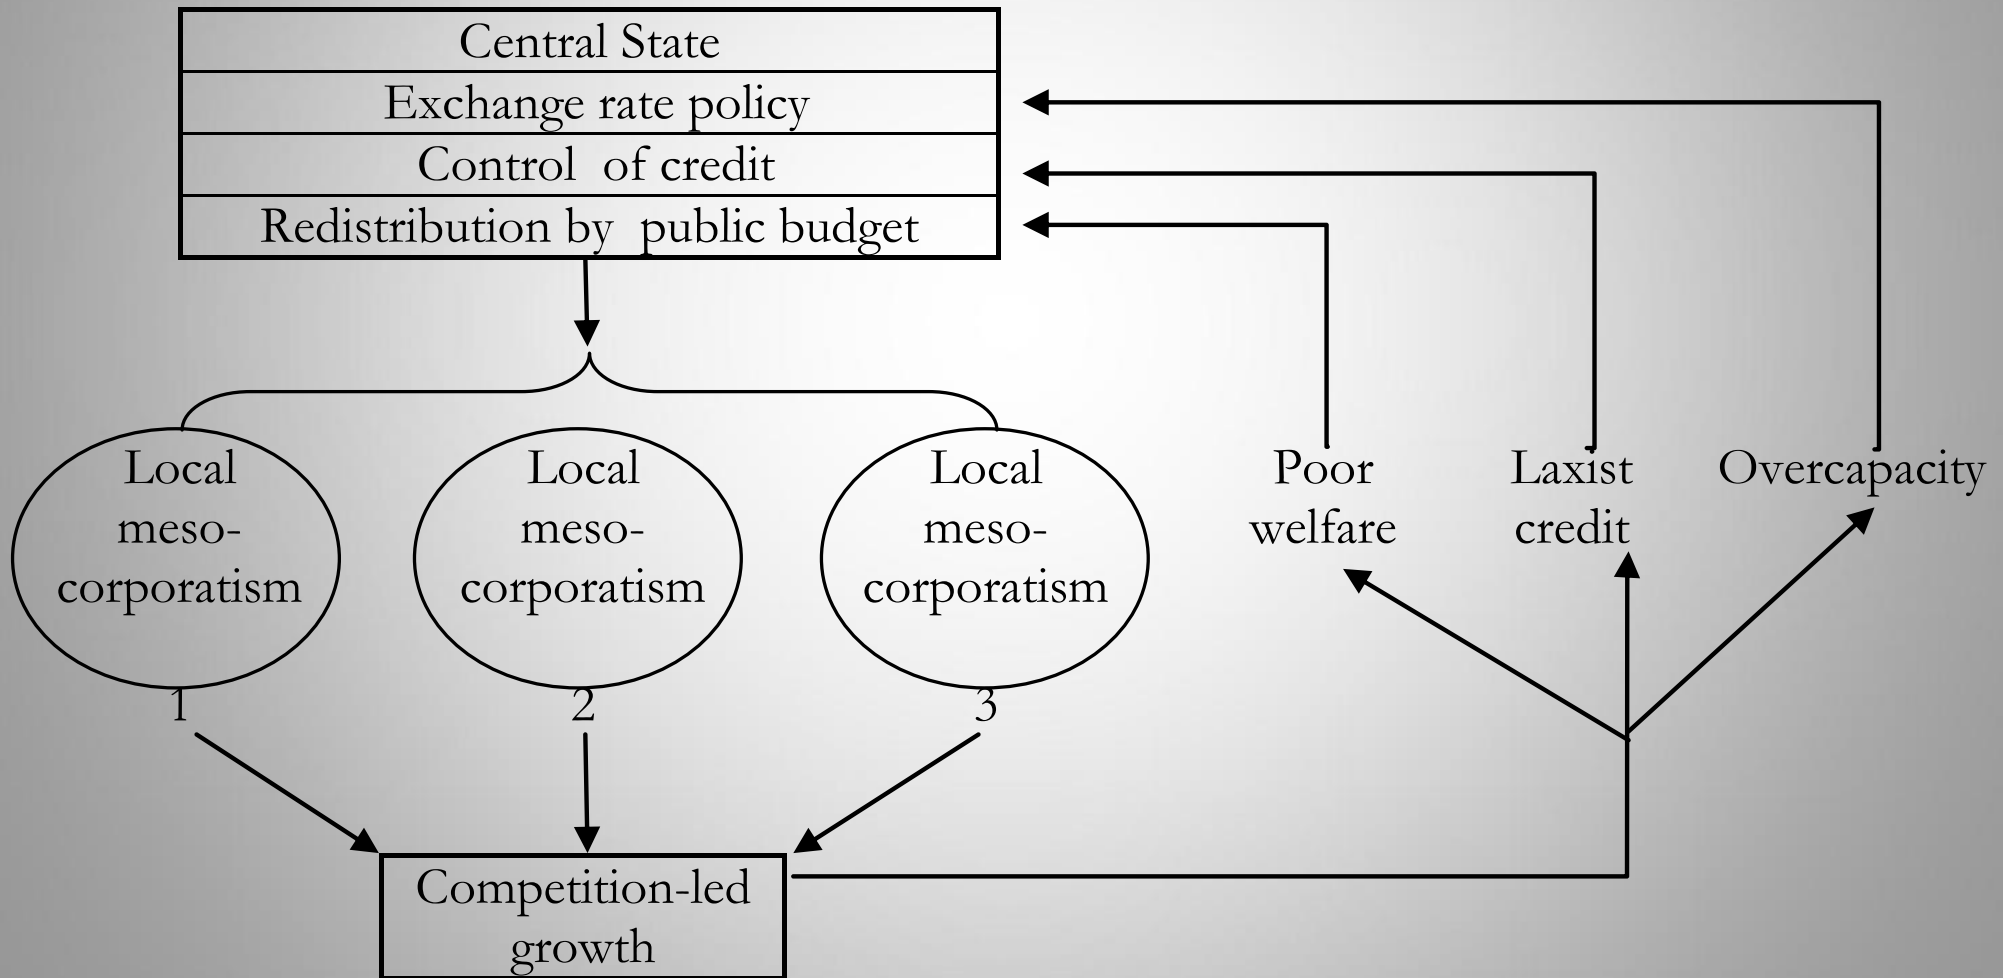 Central State
Exchange rate policy
Control of credit
Redistribution by public budget
Local
meso-
corporatism
1
Local
meso-
corporatism
2
Local
meso-
corporatism
3
Poor
welfare
Laxist
credit
Overcapacity
Competition-led
growth